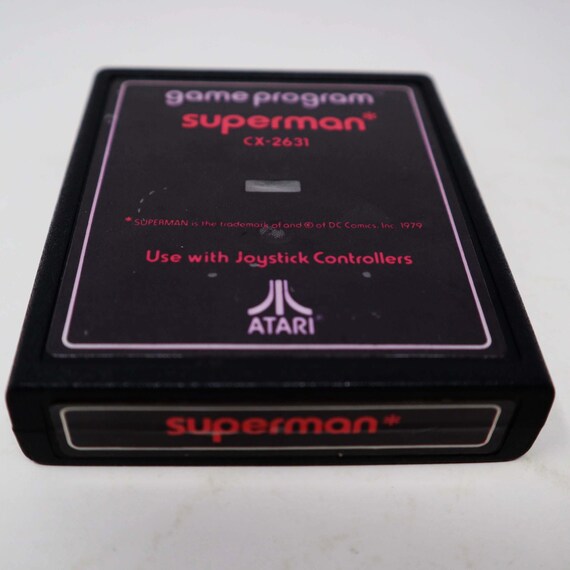 game program
superman*
CX-2631
* SUPERMAN is the trademark of and ® of DC Comics, Inc. 1979
Use with Joystick Controllers
ATARI
superman*